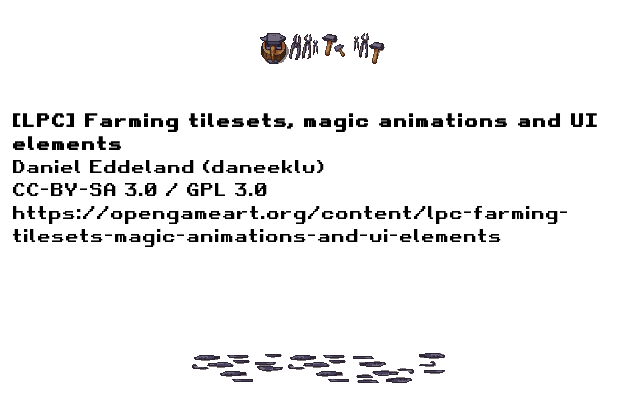 [LPC] Farming tilesets, magic animations and UI
elements
Daniel Eddeland (daneeklu)
CC-BY-SA 3.0 / GPL 3.0
https://opengameart.org/content/lpc-farming-
tilesets-magic-animations-and-ui-elements